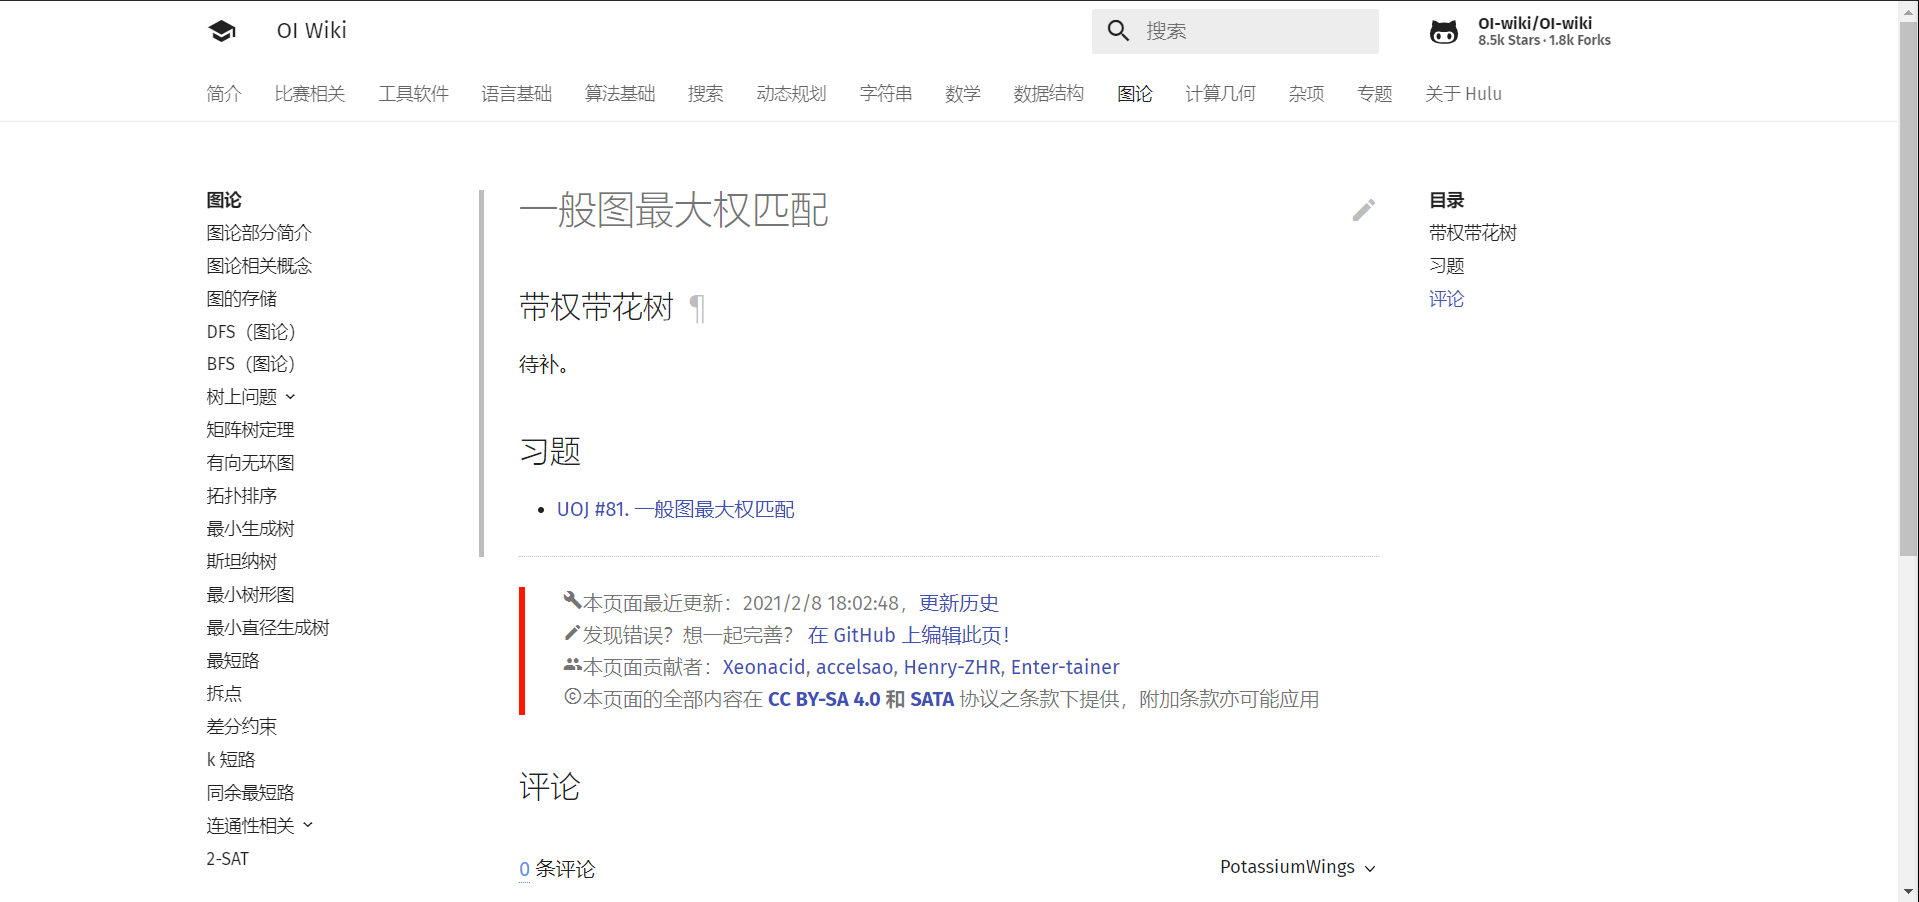 OI Wiki
搜索
OI-wiki/OI-wiki
8.5k Stars · 1.8k Forks
简介 比赛相关 工具软件 语言基础 算法基础 搜索 动态规划 字符串 数学 数据结构 图论 计算几何 杂项 专题 关于 Hulu
图论
图论部分简介
图论相关概念
图的存储
DFS（图论）
BFS（图论）
树上问题
矩阵树定理
有向无环图
拓扑排序
最小生成树
斯坦纳树
最小树形图
最小直径生成树
最短路
拆点
差分约束
k 短路
同余最短路
连通性相关
2-SAT
一般图最大权匹配
带权带花树 ¶
待补。
习题
• UOJ #81. 一般图最大权匹配
本页面最近更新：2021/2/8 18:02:48，更新历史
发现错误？想一起完善？ 在 GitHub 上编辑此页！
本页面贡献者：Xeonacid, accelsao, Henry-ZHR, Enter-tainer
©本页面的全部内容在 CC BY-SA 4.0 和 SATA 协议之条款下提供，附加条款亦可能应用
评论
0 条评论
PotassiumWings
目录
带权带花树
习题
评论